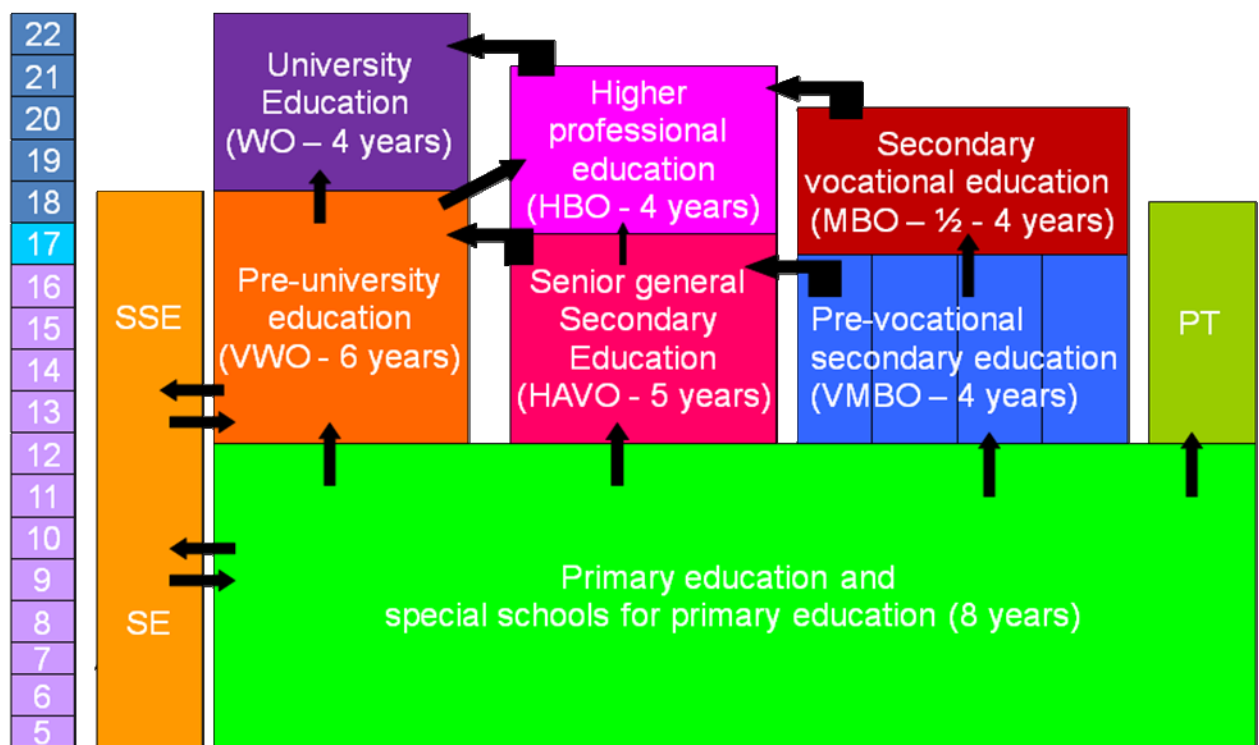 22
21
20
19
18
17
16
15
14
13
12
11
10
9
8
7
6
5
SSE
SE
University
Education
(WO – 4 years)
Higher
professional
education
(HBO - 4 years)
Secondary
vocational education
(MBO – ½ - 4 years)
Pre-university
education
(VWO - 6 years)
Senior general
Secondary
Education
(HAVO - 5 years)
Pre-vocational
secondary education
(VMBO – 4 years)
PT
Primary education and
special schools for primary education (8 years)